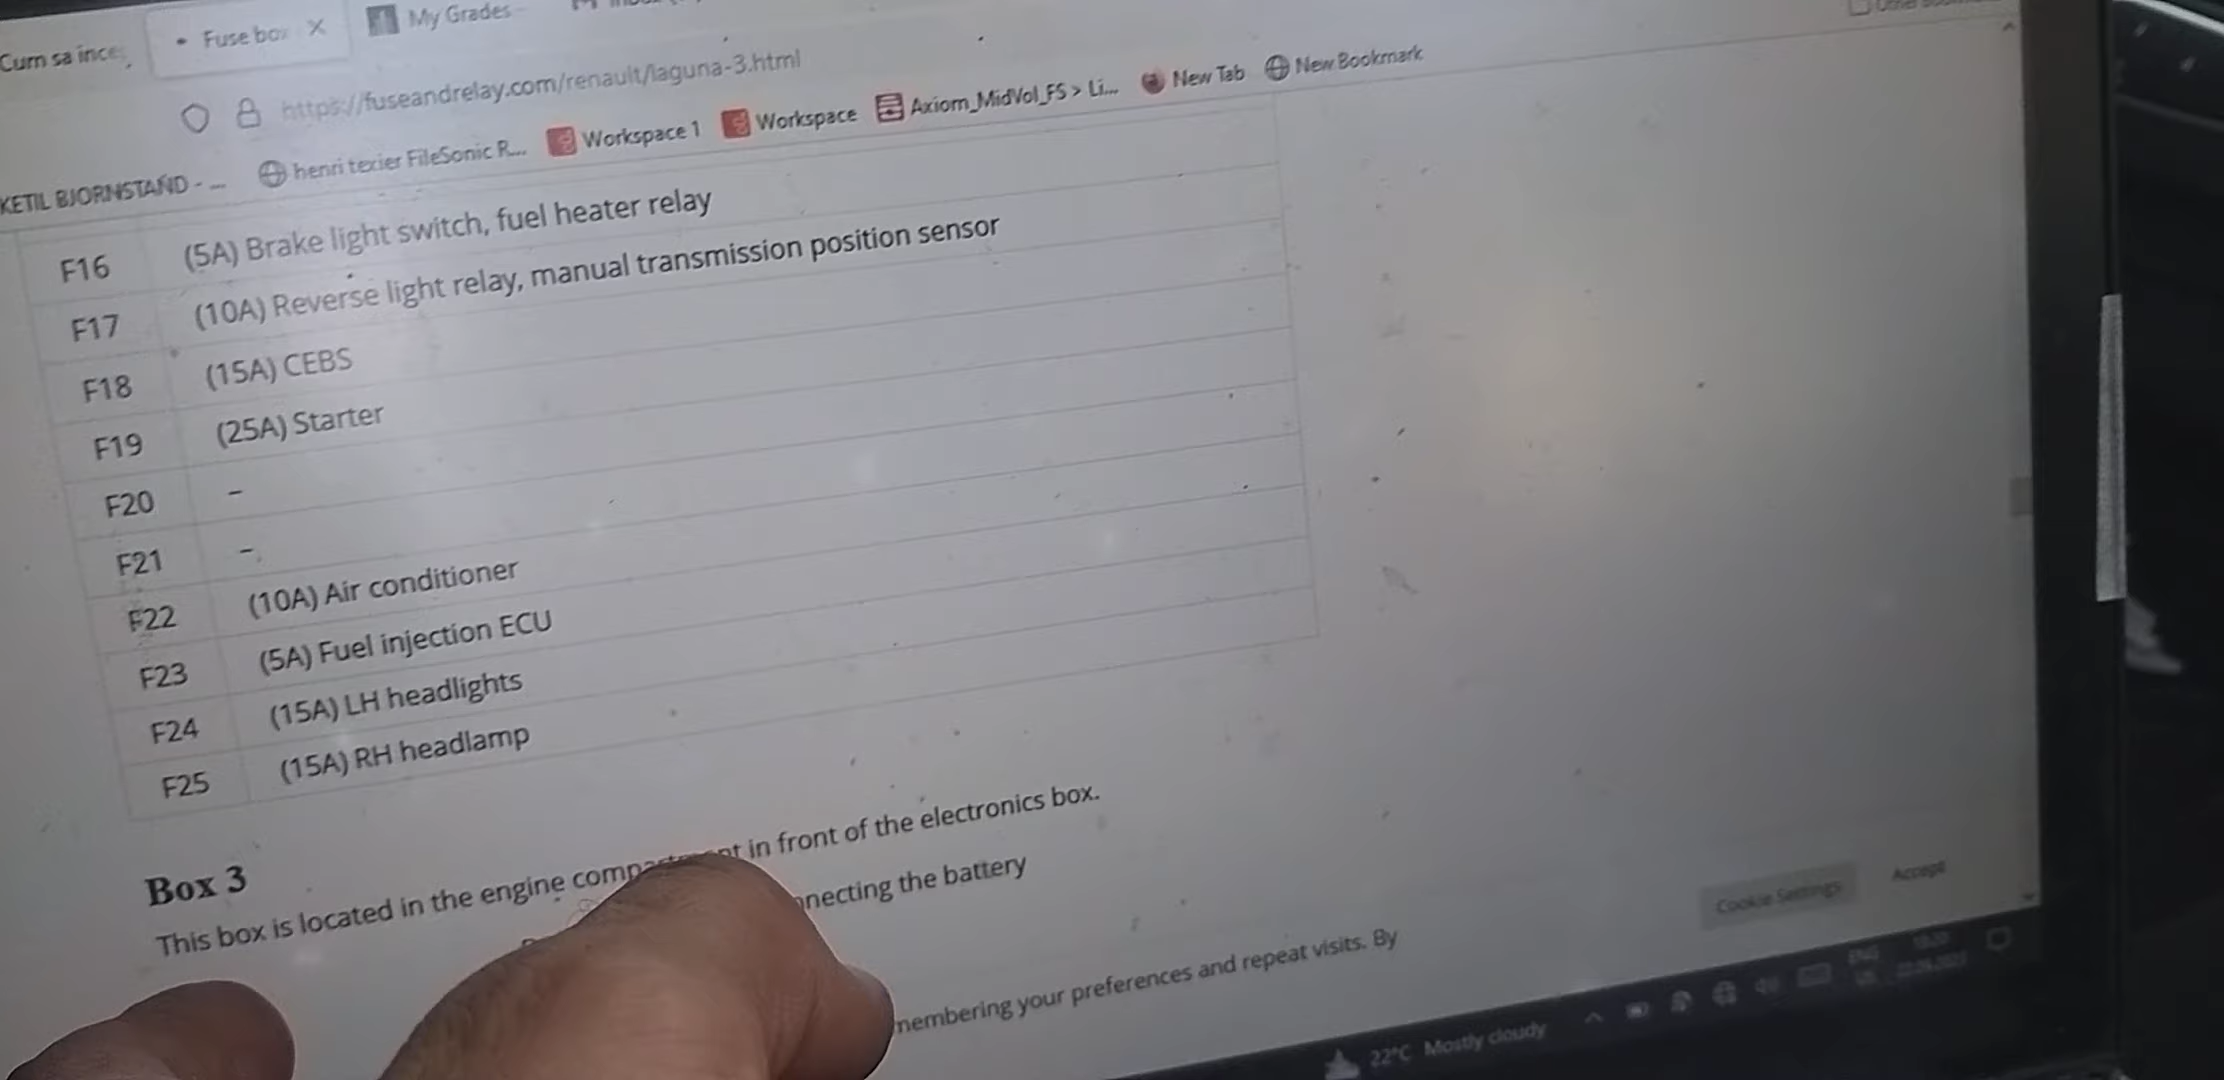 Cum sa ince
Fuse box
My Grades
https://fuseandrelay.com/renault/laguna-3.html
KETIL BJORNSTAND - ...
henri texier FileSonic R...
Workspace 1
Workspace
Axiom_MidVol_FS > Li...
New Tab
New Bookmark
F16 (5A) Brake light switch, fuel heater relay
F17 (10A) Reverse light relay, manual transmission position sensor
F18 (15A) CEBS
F19 (25A) Starter
F20 –
F21 –
F22 (10A) Air conditioner
F23 (5A) Fuel injection ECU
F24 (15A) LH headlights
F25 (15A) RH headlamp
Box 3
This box is located in the engine compartment in front of the electronics box.
nnecting the battery
membering your preferences and repeat visits. By
Cookie Settings
Accept
22°C Mostly cloudy